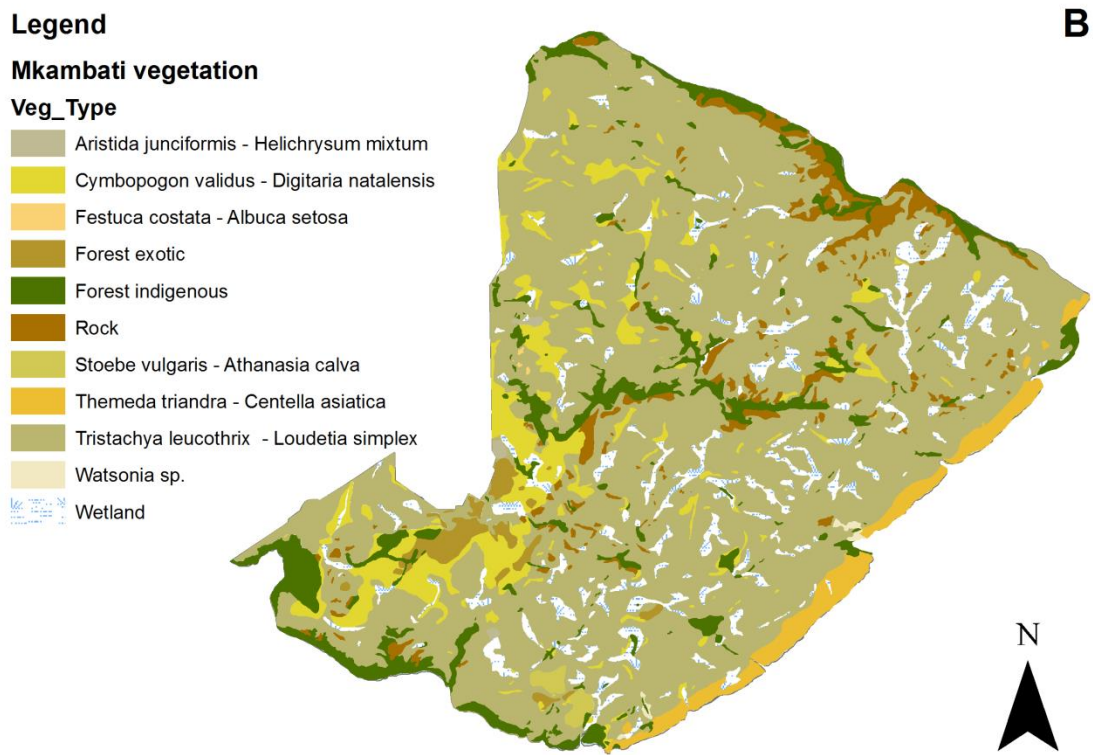 Legend
B
Mkambati vegetation
Veg_Type
Aristida junciformis - Helichrysum mixtum
Cymbopogon validus - Digitaria natalensis
Festuca costata - Albuca setosa
Forest exotic
Forest indigenous
Rock
Stoebe vulgaris - Athanasia calva
Themeda triandra - Centella asiatica
Tristachya leucothrix - Loudetia simplex
Watsonia sp.
Wetland
N